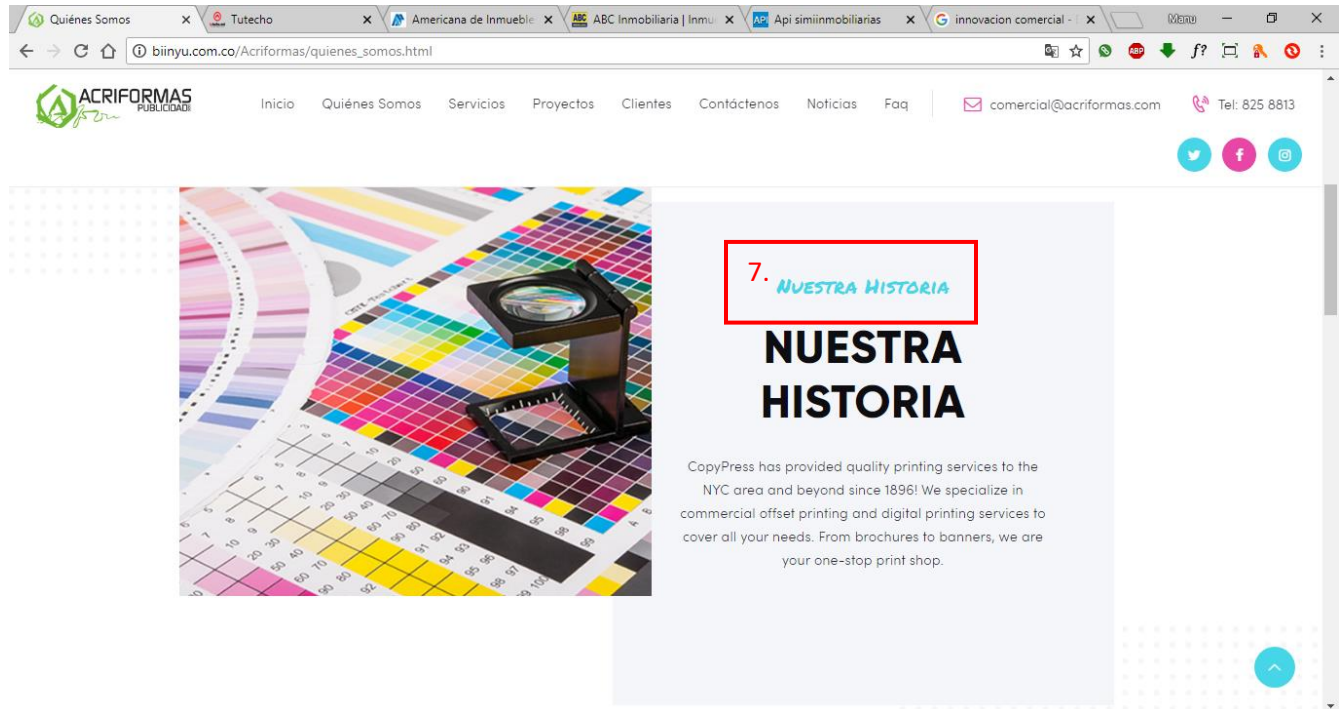 Quiénes Somos
Tutecho
Americana de Inmueble
ABC Inmobiliaria | Inmu
Api simiinmobiliarias
innovacion comercial -
Manu
biinyu.com.co/Acriformas/quienes_somos.html
ACRIFORMAS
PUBLICIDAD
Inicio
Quiénes Somos
Servicios
Proyectos
Clientes
Contáctenos
Noticias
Faq
comercial@acriformas.com
Tel: 825 8813
7.
Nuestra Historia
NUESTRA
HISTORIA
CopyPress has provided quality printing services to the
NYC area and beyond since 1896! We specialize in
commercial offset printing and digital printing services to
cover all your needs. From brochures to banners, we are
your one-stop print shop.